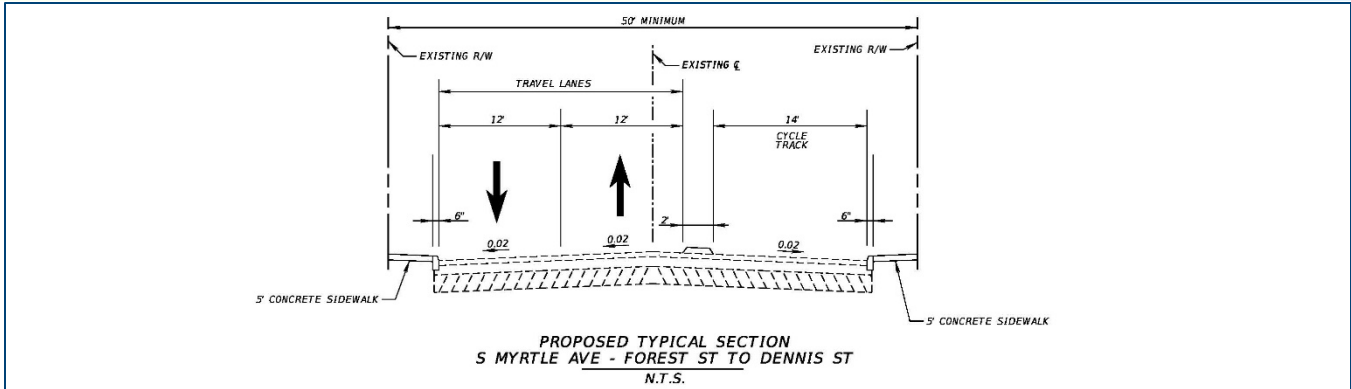 50' MINIMUM
EXISTING R/W
EXISTING R/W
EXISTING ℄
TRAVEL LANES
12'
12'
14'
CYCLE
TRACK
6"
2'
6"
0.02
0.02
0.02
5' CONCRETE SIDEWALK
5' CONCRETE SIDEWALK
PROPOSED TYPICAL SECTION
S MYRTLE AVE - FOREST ST TO DENNIS ST
N.T.S.